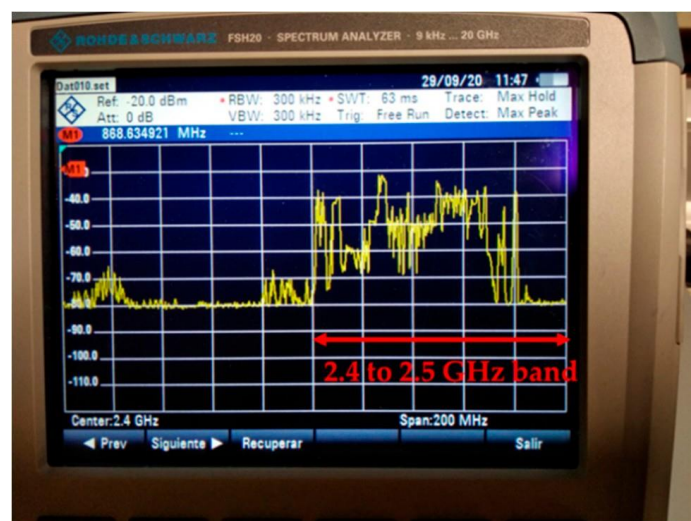 ROHDE&SCHWARZ FSH20 · SPECTRUM ANALYZER · 9 kHz ... 20 GHz
Dat010.set 29/09/20 11:47
Ref: -20.0 dBm • RBW: 300 kHz • SWT: 63 ms Trace: Max Hold
Att: 0 dB VBW: 300 kHz Trig: Free Run Detect: Max Peak
M1 868.634921 MHz ---
M1
-40.0
-50.0
-60.0
-70.0
-80.0
-90.0
-100.0
-110.0
2.4 to 2.5 GHz band
Center:2.4 GHz Span:200 MHz
◄ Prev Siguiente ► Recuperar Salir